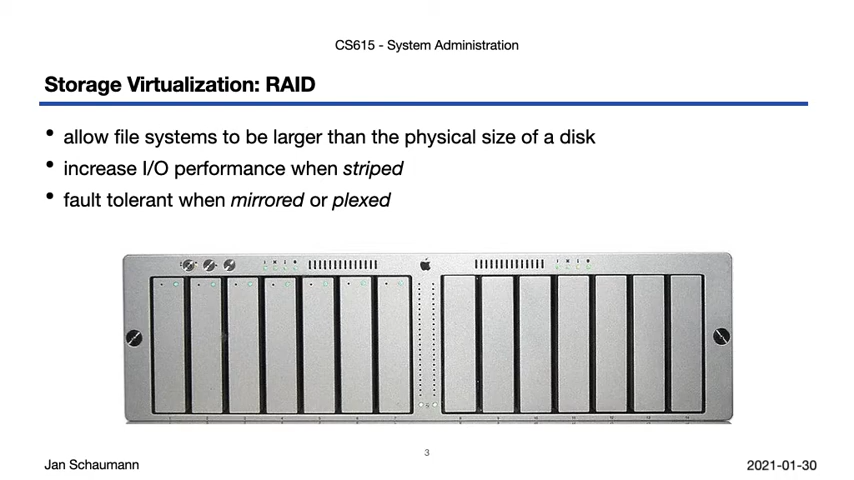 CS615 - System Administration
Storage Virtualization: RAID
• allow file systems to be larger than the physical size of a disk
• increase I/O performance when striped
• fault tolerant when mirrored or plexed
3
Jan Schaumann
2021-01-30